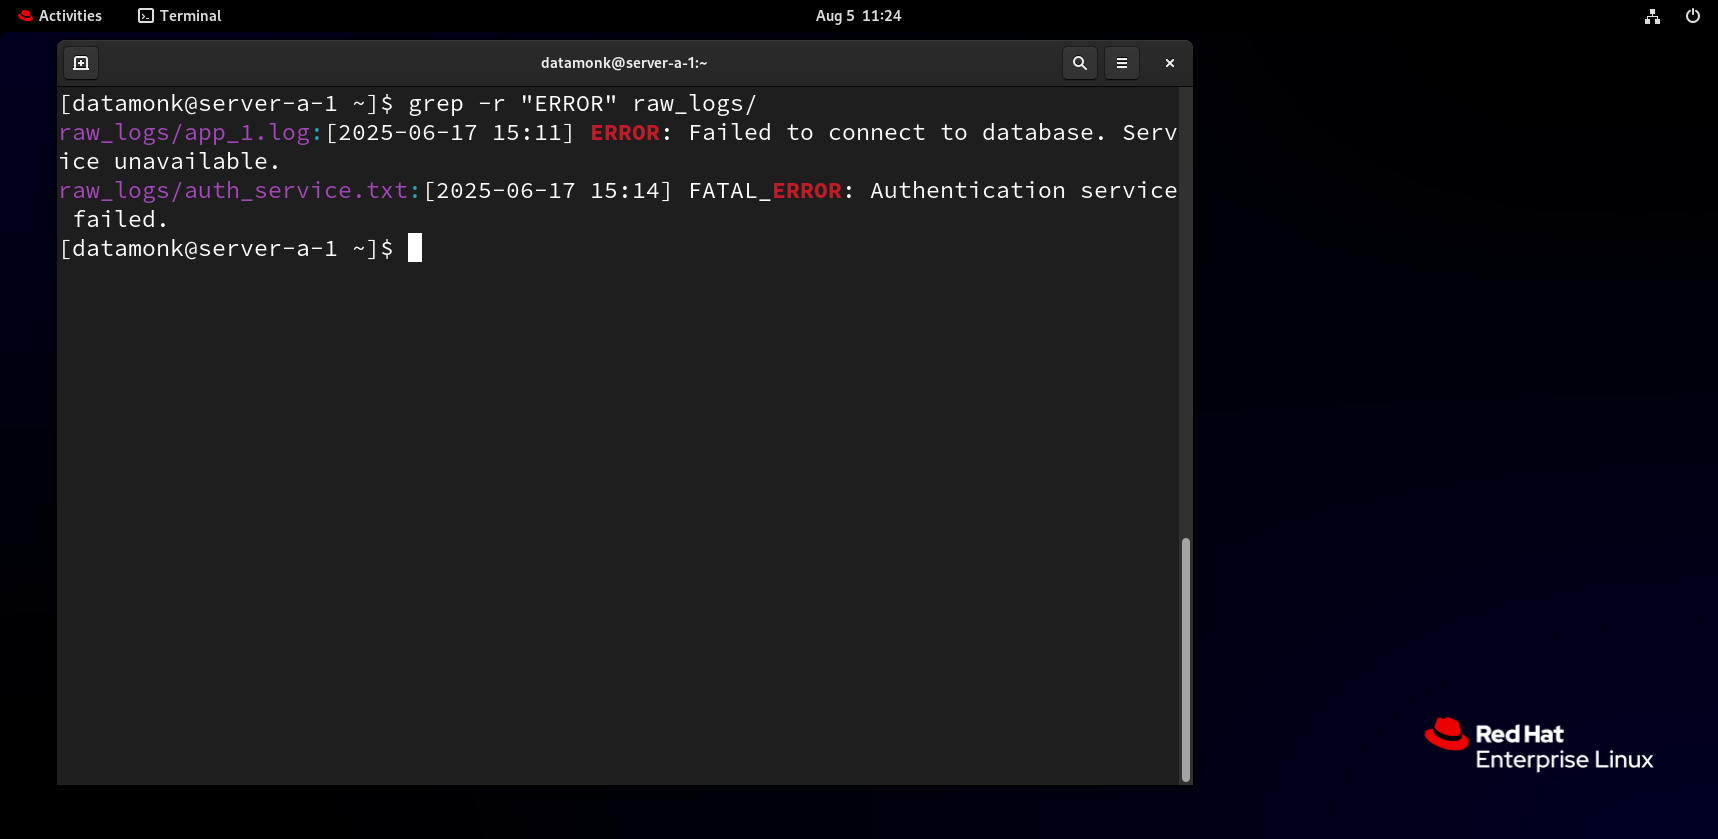 Activities Terminal Aug 5 11:24
datamonk@server-a-1:~
[datamonk@server-a-1 ~]$ grep -r "ERROR" raw_logs/
raw_logs/app_1.log:[2025-06-17 15:11] ERROR: Failed to connect to database. Serv
ice unavailable.
raw_logs/auth_service.txt:[2025-06-17 15:14] FATAL_ERROR: Authentication service
 failed.
[datamonk@server-a-1 ~]$
Red Hat
Enterprise Linux